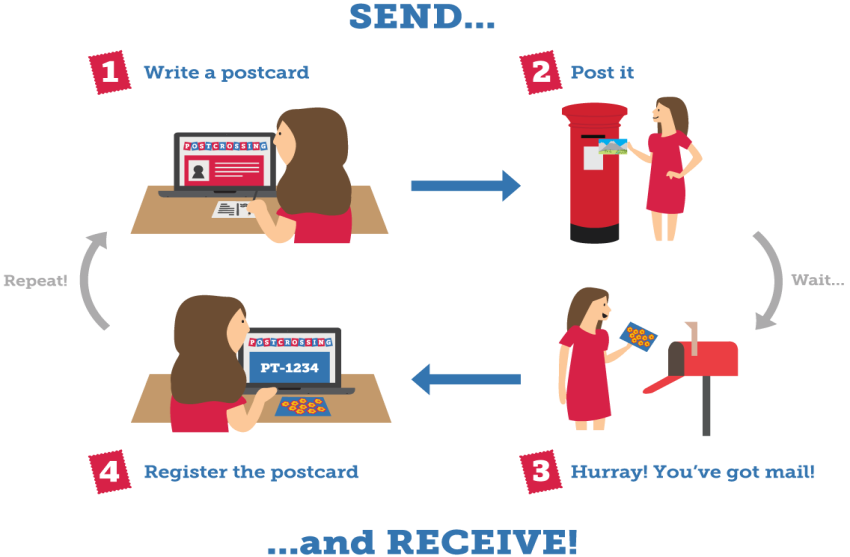 SEND...
1 Write a postcard
2 Post it
POSTCROSSING
Repeat!
Wait...
POSTCROSSING
PT-1234
4 Register the postcard
3 Hurray! You've got mail!
...and RECEIVE!